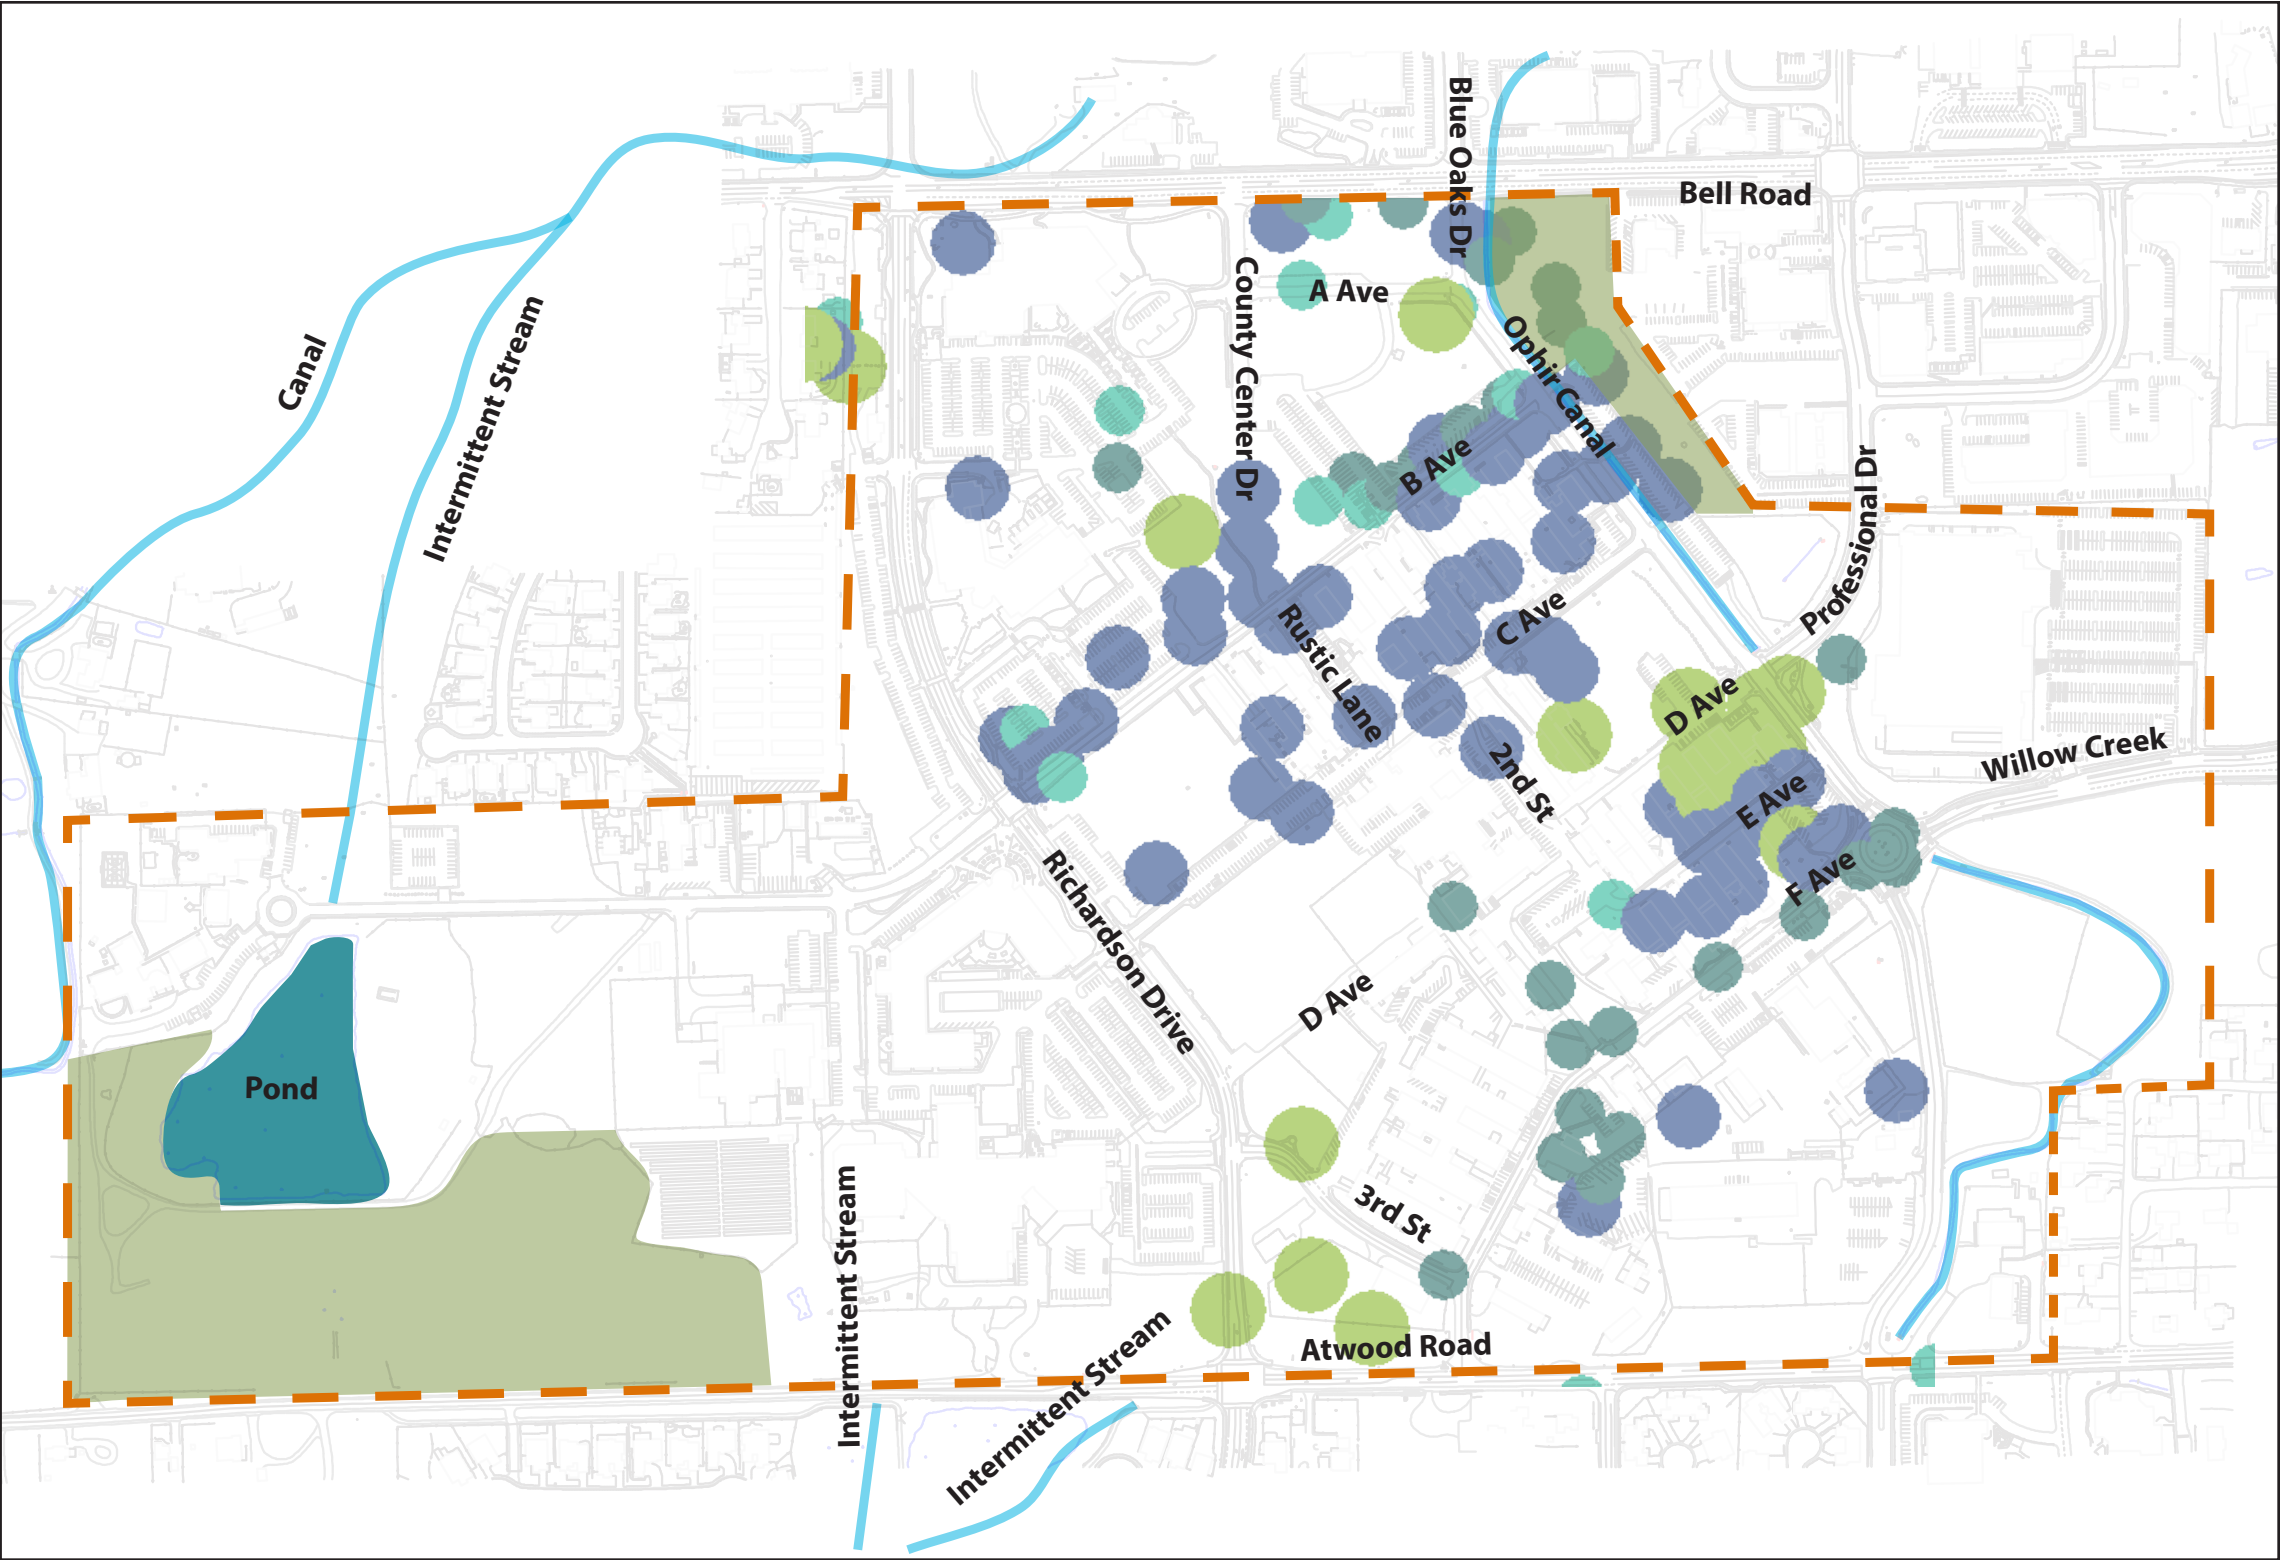 Blue Oaks Dr
Bell Road
County Center Dr
A Ave
Canal
Intermittent Stream
Ophir Canal
B Ave
Professional Dr
Rustic Lane
C Ave
D Ave
Willow Creek
2nd St
E Ave
F Ave
Richardson Drive
D Ave
Pond
Intermittent Stream
3rd St
Atwood Road
Intermittent Stream